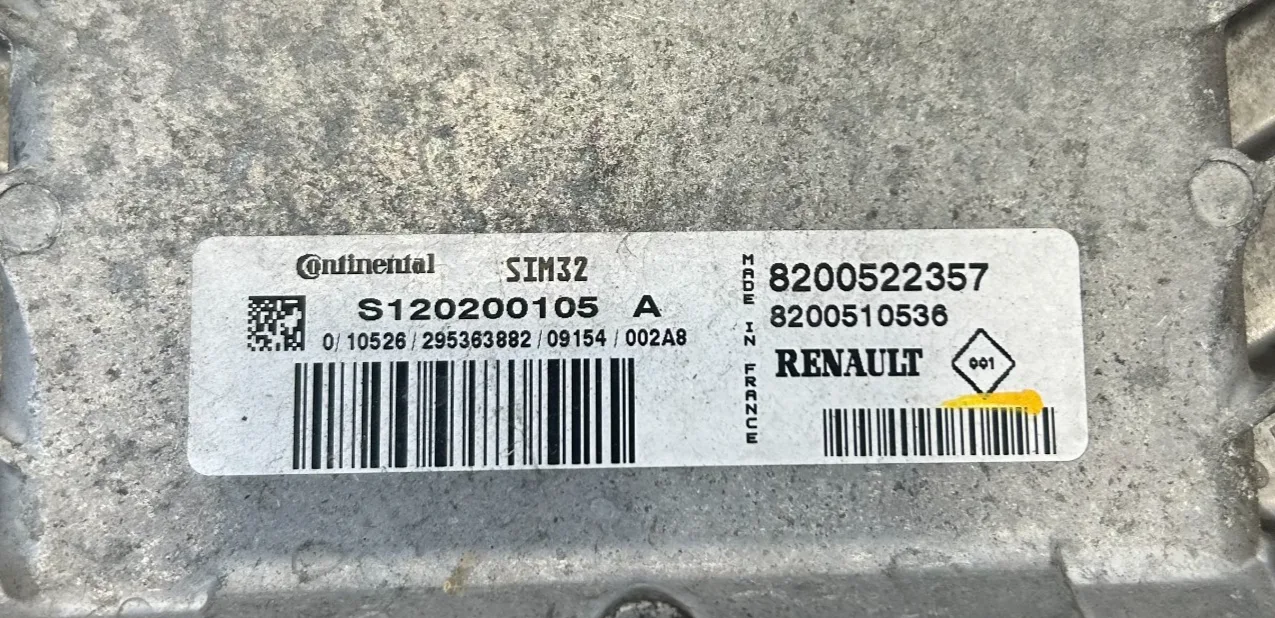 Continental SIM32
S120200105 A
0/10526/295363882/09154/002A8
MADE IN FRANCE
8200522357
8200510536
RENAULT 001